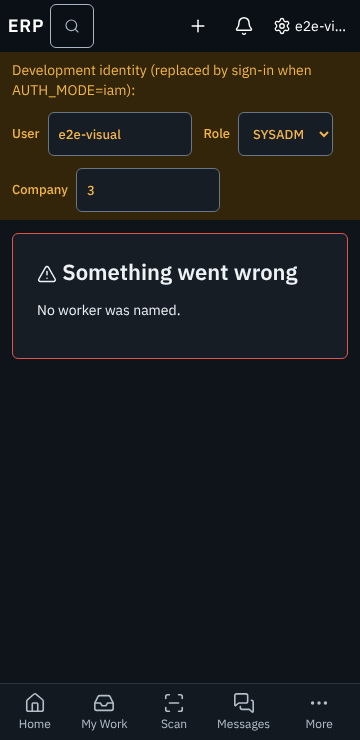 ERP
e2e-vi...
Development identity (replaced by sign-in when
AUTH_MODE=iam):
User e2e-visual Role SYSADM
Company 3
Something went wrong
No worker was named.
Home My Work Scan Messages More